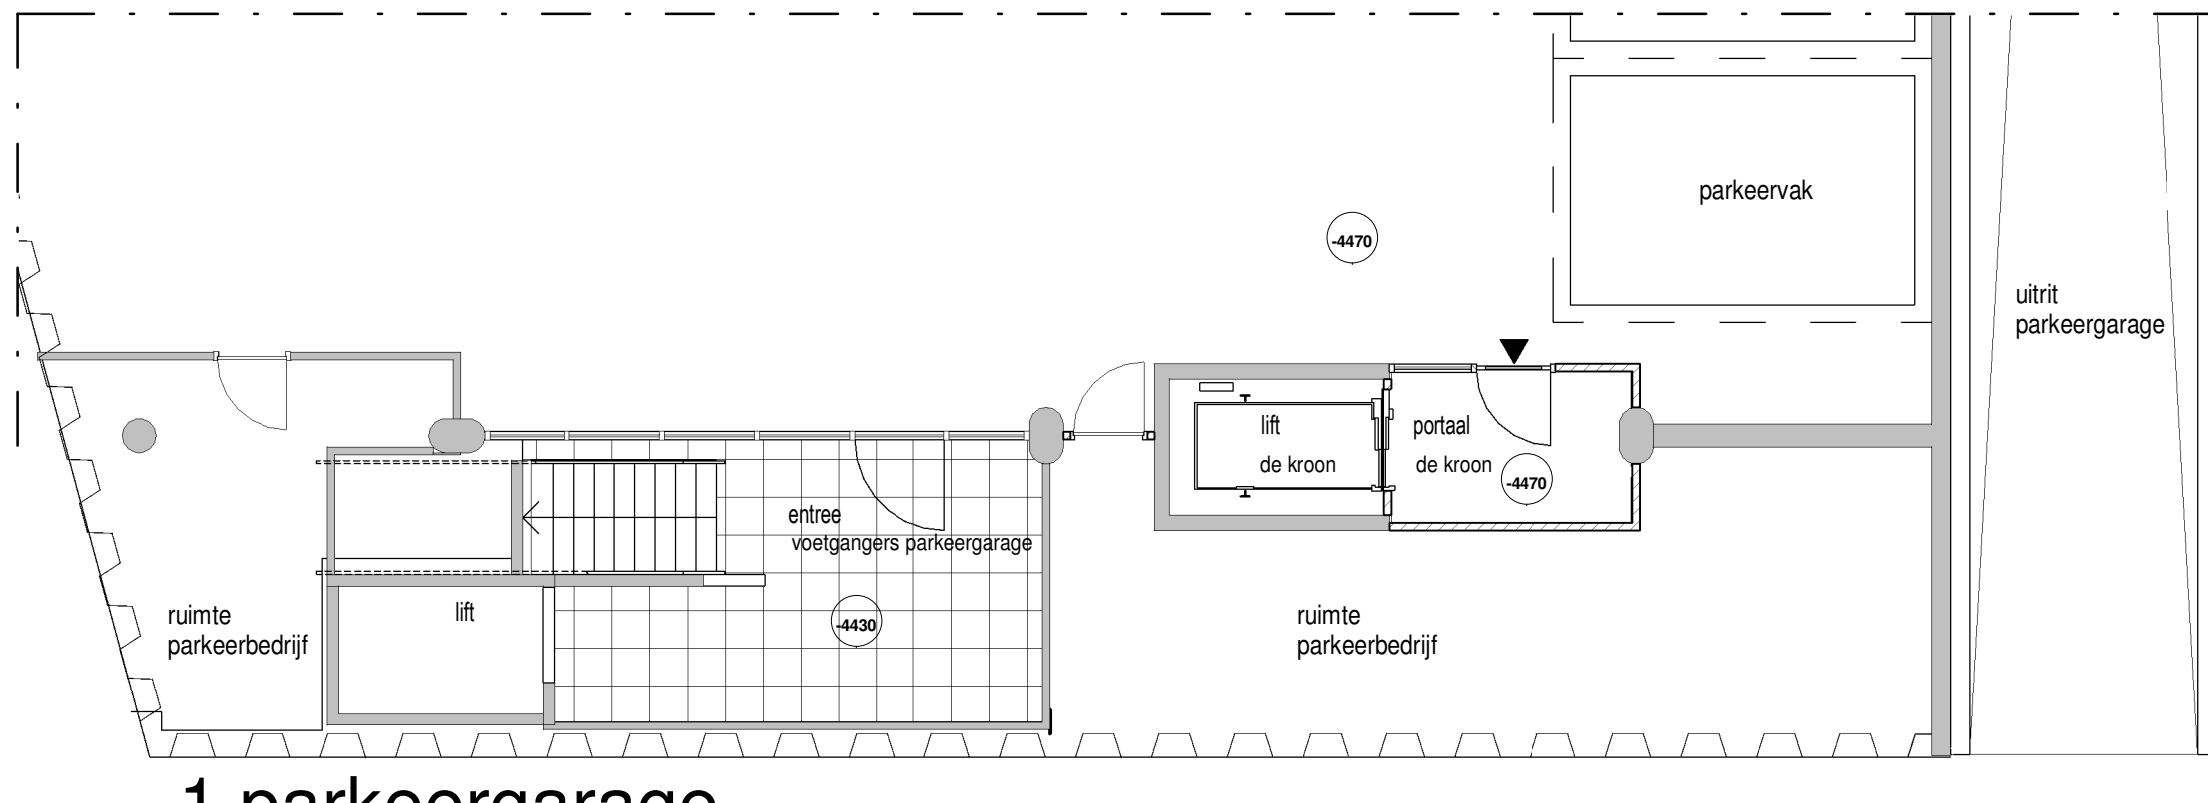 parkeervak
-4470
uitrit
parkeergarage
lift
de kroon
portaal
de kroon
-4470
entree
voetgangers parkeergarage
-4430
lift
ruimte
parkeerbedrijf
ruimte
parkeerbedrijf
1 parkeergarage